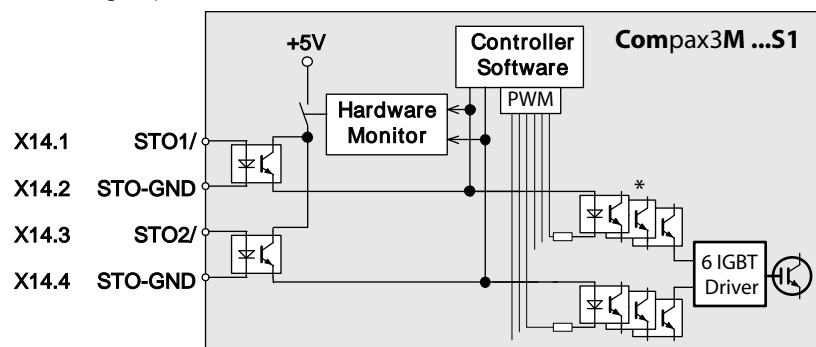 Compax3M ...S1
+5V
Controller
Software
PWM
Hardware
Monitor
X14.1 STO1/
X14.2 STO-GND
X14.3 STO2/
X14.4 STO-GND
*
6 IGBT
Driver